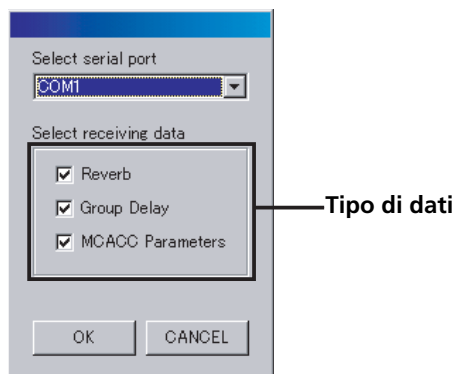 Select serial port
COM1
Select receiving data
Reverb
Group Delay
MCACC Parameters
Tipo di dati
OK
CANCEL